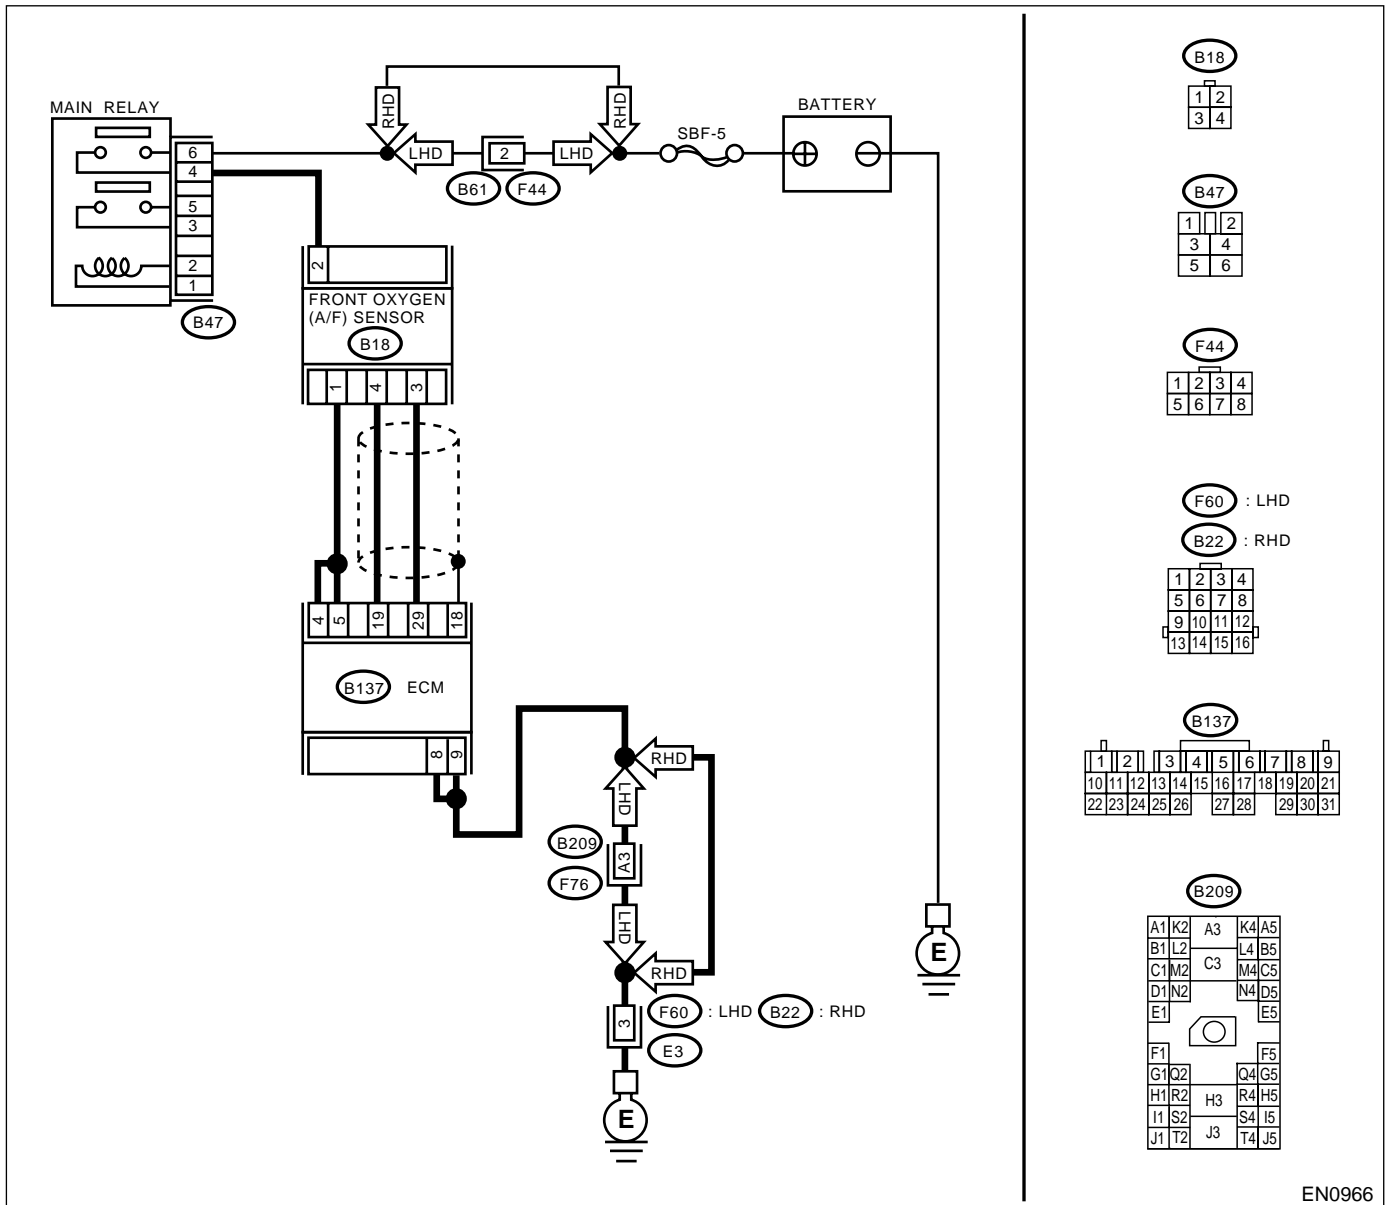 MAIN RELAY
6
4
5
3
2
1
B47
RHD
RHD
LHD
2
LHD
B61
F44
SBF-5
BATTERY
2
FRONT OXYGEN
(A/F) SENSOR
B18
1
4
3
4
5
19
29
18
B137
ECM
8
9
RHD
LHD
B209
A3
F76
LHD
RHD
3
F60 : LHD B22 : RHD
E3
E
E
B18
1 2
3 4
B47
1 2
3 4
5 6
F44
1 2 3 4
5 6 7 8
F60 : LHD
B22 : RHD
1 2 3 4
5 6 7 8
9 10 11 12
13 14 15 16
B137
1 2 3 4 5 6 7 8 9
10 11 12 13 14 15 16 17 18 19 20 21
22 23 24 25 26 27 28 29 30 31
B209
A1 K2 A3 K4 A5
B1 L2 L4 B5
C1 M2 C3 M4 C5
D1 N2 N4 D5
E1 E5
F1 F5
G1 Q2 Q4 G5
H1 R2 H3 R4 H5
I1 S2 S4 I5
J1 T2 J3 T4 J5
EN0966